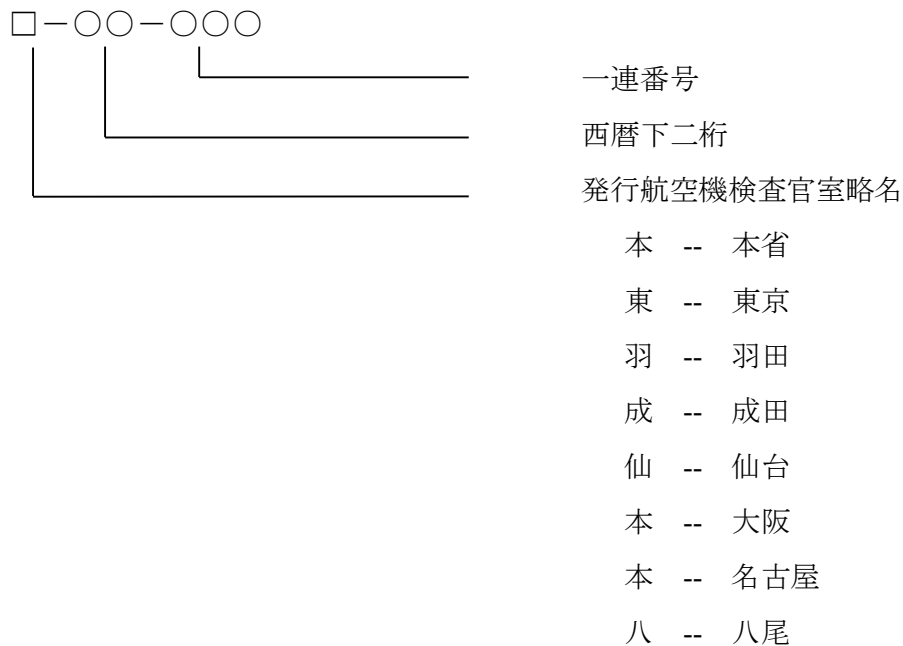 □－○○－○○○
一連番号
西暦下二桁
発行航空機検査官室略名
本 -- 本省
東 -- 東京
羽 -- 羽田
成 -- 成田
仙 -- 仙台
本 -- 大阪
本 -- 名古屋
八 -- 八尾